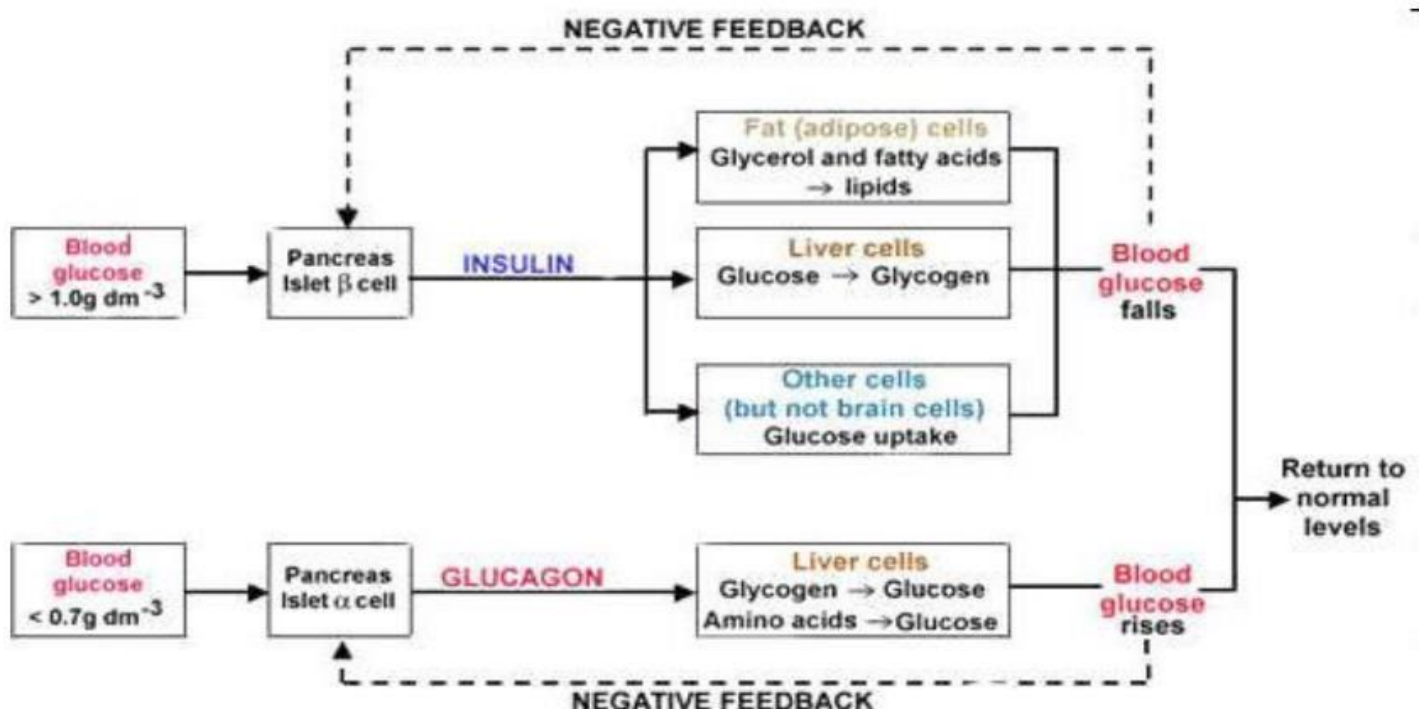 NEGATIVE FEEDBACK
Fat (adipose) cells
Glycerol and fatty acids
→ lipids
Blood
glucose
> 1.0g dm⁻³
Pancreas
Islet β cell
INSULIN
Liver cells
Glucose → Glycogen
Blood
glucose
falls
Other cells
(but not brain cells)
Glucose uptake
Return to
normal
levels
Blood
glucose
< 0.7g dm⁻³
Pancreas
Islet α cell
GLUCAGON
Liver cells
Glycogen → Glucose
Amino acids → Glucose
Blood
glucose
rises
NEGATIVE FEEDBACK